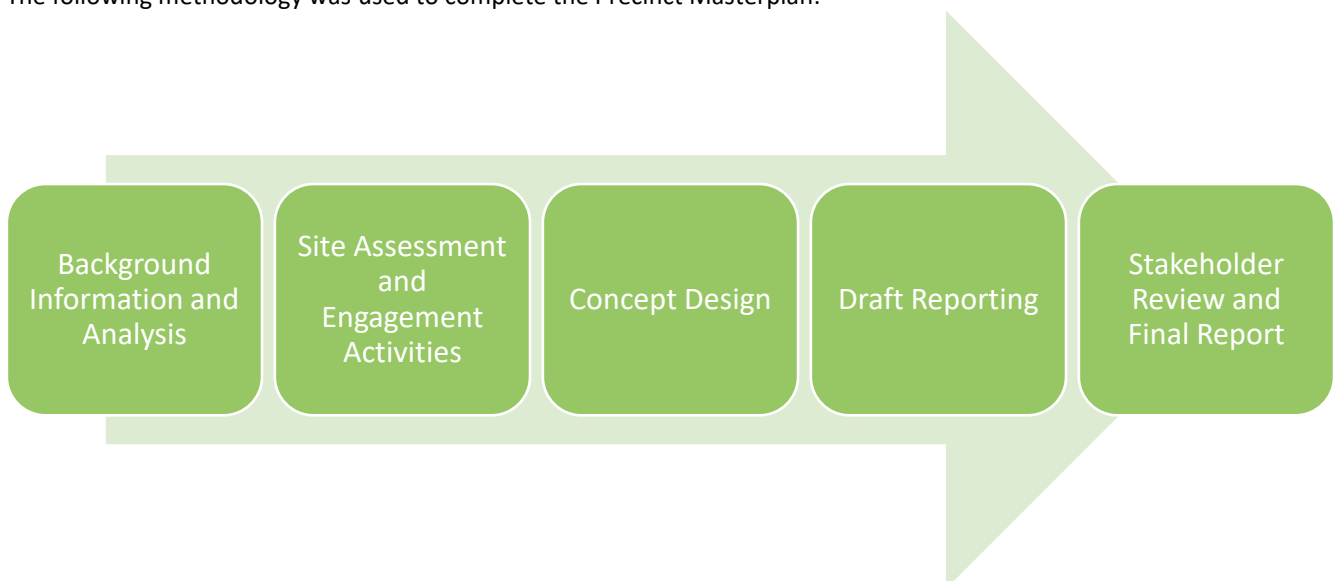 The following methodology was used to complete the Precinct Masterplan:
Background
Information and
Analysis
Site Assessment
and
Engagement
Activities
Concept Design
Draft Reporting
Stakeholder
Review and
Final Report